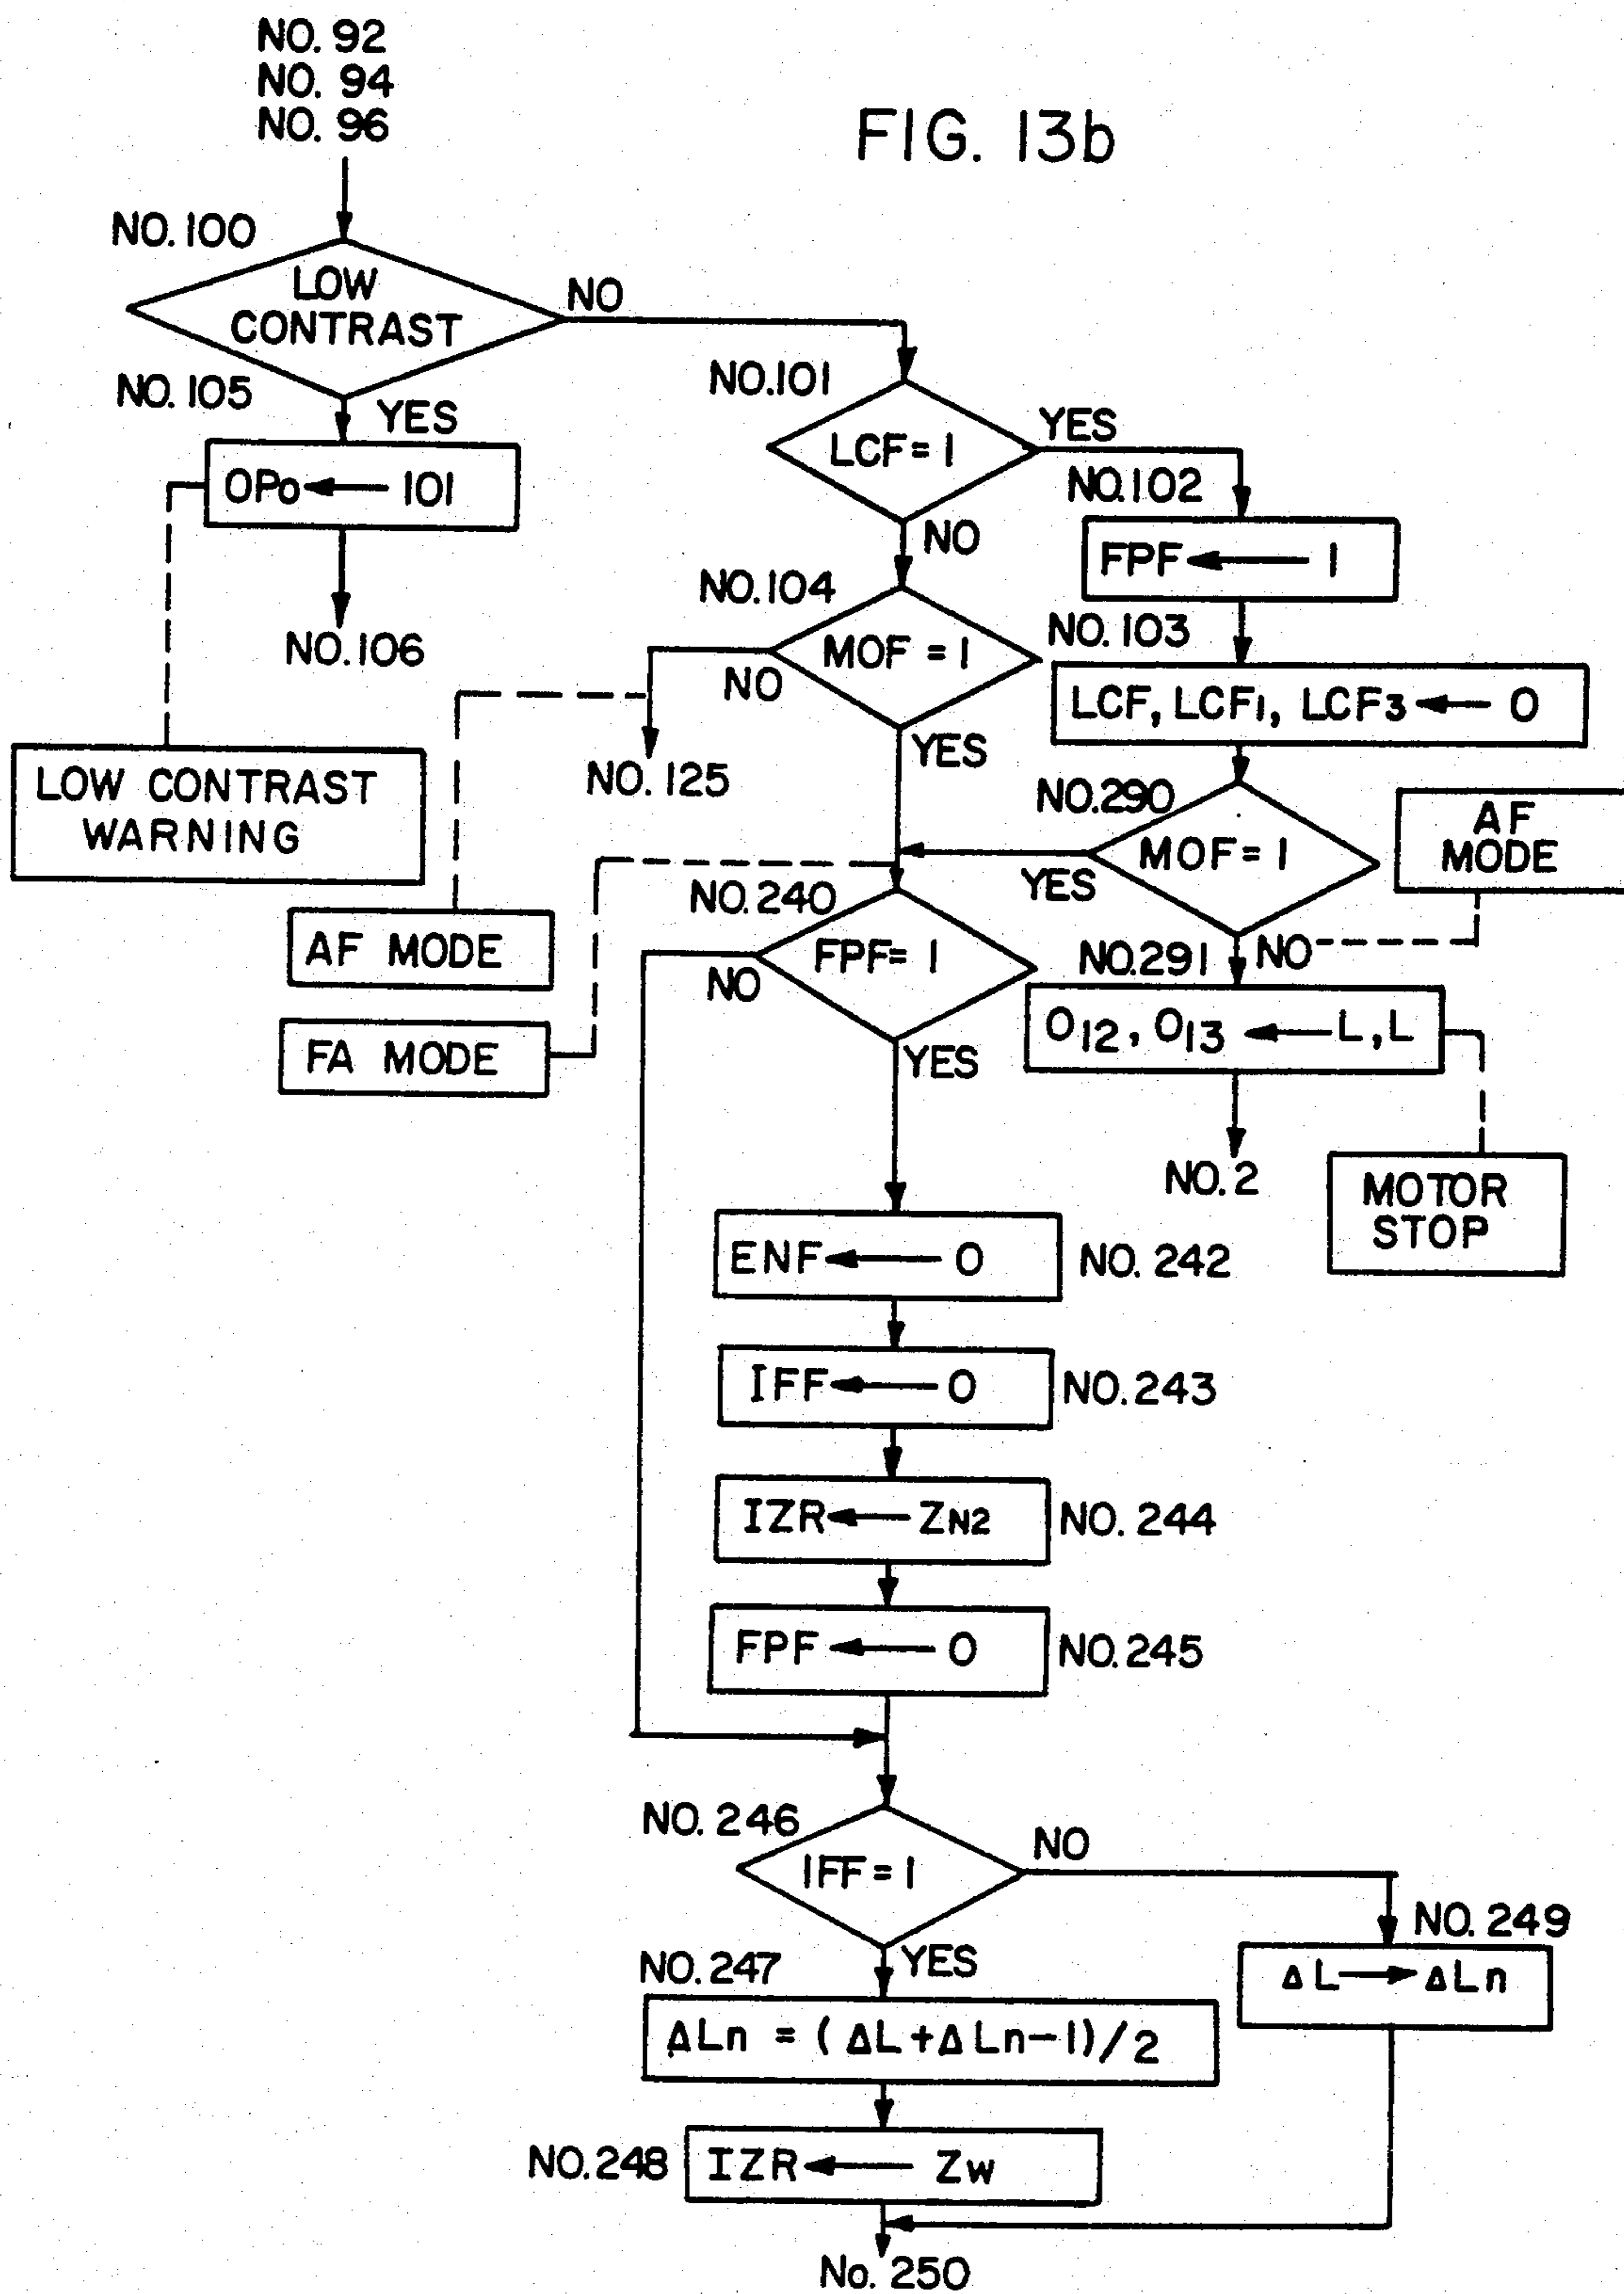 NO. 92
NO. 94
NO. 96
FIG. 13b
NO. 100
LOW
CONTRAST
NO
NO. 105
YES
OPo ← 101
NO. 106
LOW CONTRAST
WARNING
NO.101
LCF = 1
YES
NO
NO.102
FPF ← 1
NO. 103
LCF, LCF1, LCF3 ← 0
NO.104
MOF = 1
NO
YES
NO. 125
AF MODE
FA MODE
NO.290
MOF = 1
YES
NO
AF
MODE
NO.291
O12, O13 ← L, L
NO. 2
MOTOR
STOP
NO.240
FPF = 1
NO
YES
ENF ← 0
NO. 242
IFF ← 0
NO.243
IZR ← ZN2
NO. 244
FPF ← 0
NO.245
NO. 246
IFF = 1
NO
YES
NO.247
ΔLn = (ΔL+ΔLn-1)/2
NO. 249
ΔL → ΔLn
NO.248
IZR ← Zw
No. 250